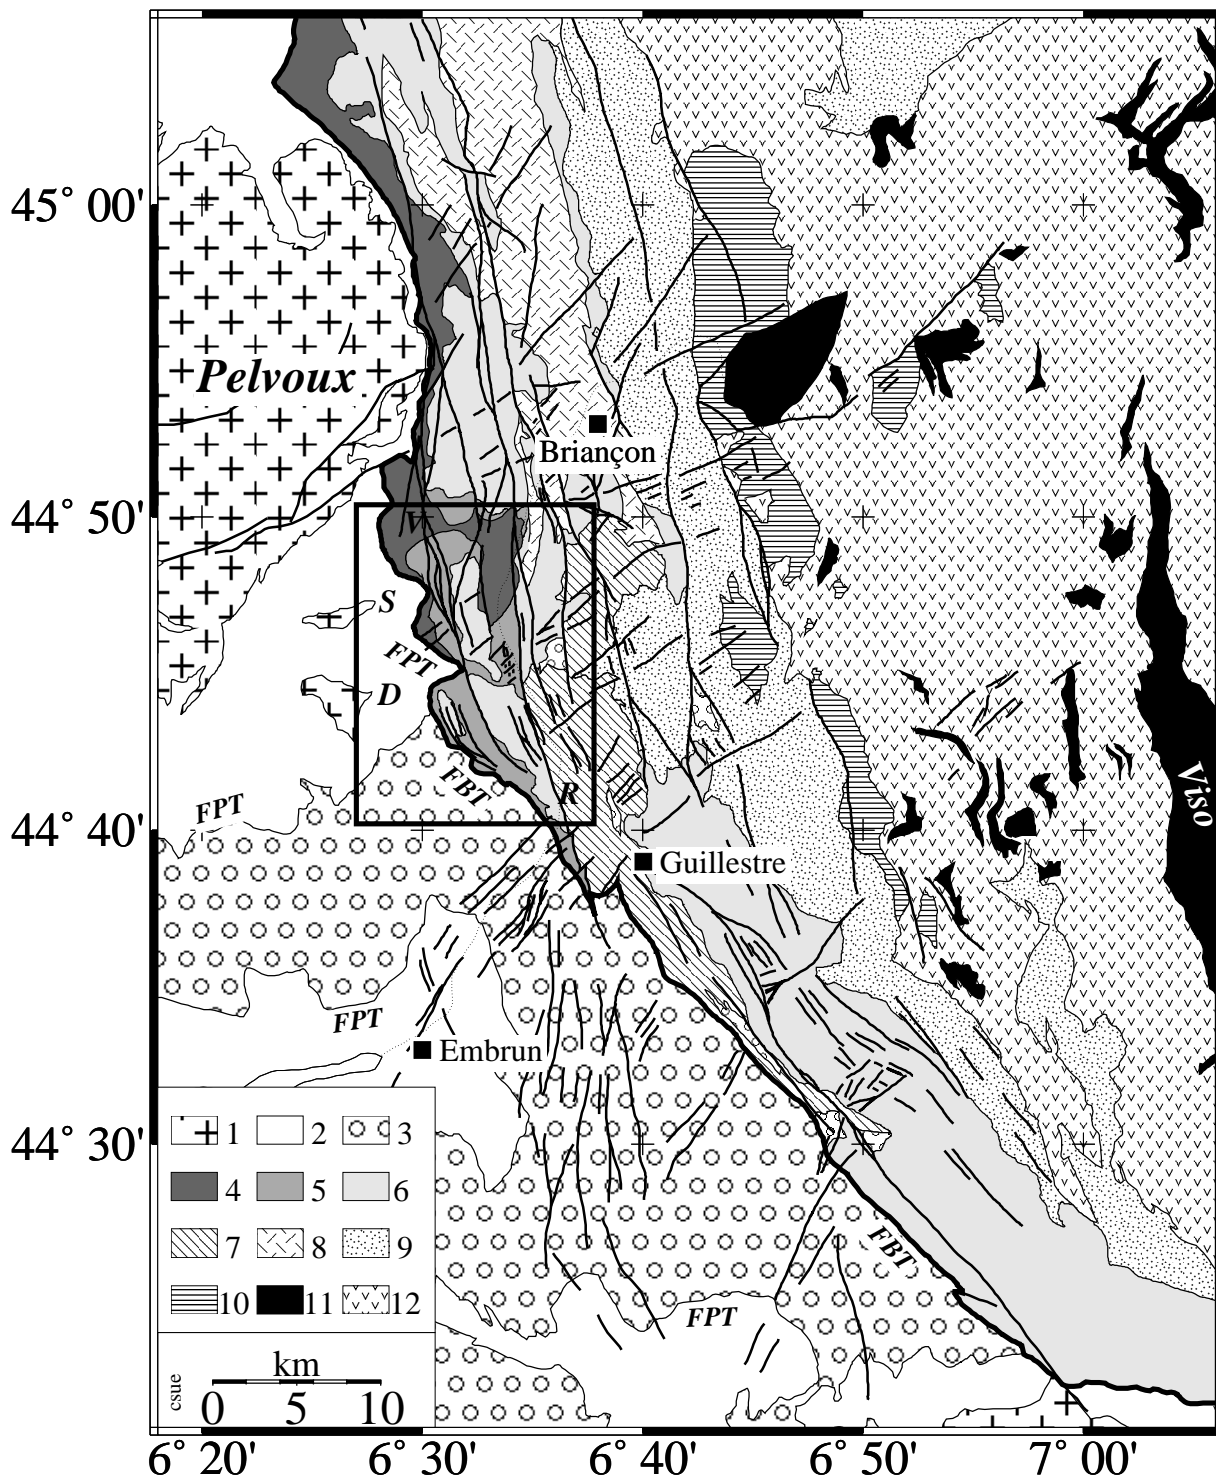 45° 00'
Pelvoux
Briançon
44° 50'
V
S
FPT
D
FBT
R
FPT
Viso
44° 40'
Guillestre
FPT
Embrun
44° 30'
1 2 3
4 5 6
7 8 9
10 11 12
FBT
FPT
km
0 5 10
csue
6° 20' 6° 30' 6° 40' 6° 50' 7° 00'